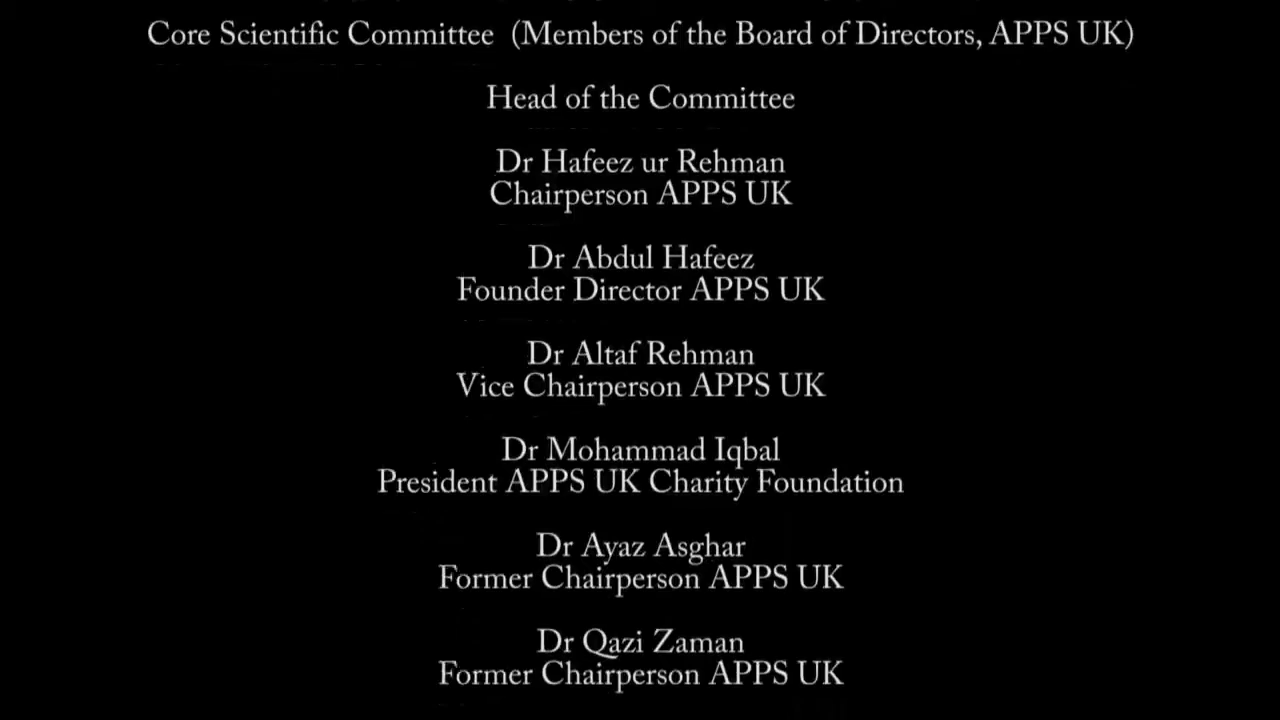 Core Scientific Committee (Members of the Board of Directors, APPS UK)
Head of the Committee
Dr Hafeez ur Rehman
Chairperson APPS UK
Dr Abdul Hafeez
Founder Director APPS UK
Dr Altaf Rehman
Vice Chairperson APPS UK
Dr Mohammad Iqbal
President APPS UK Charity Foundation
Dr Ayaz Asghar
Former Chairperson APPS UK
Dr Qazi Zaman
Former Chairperson APPS UK